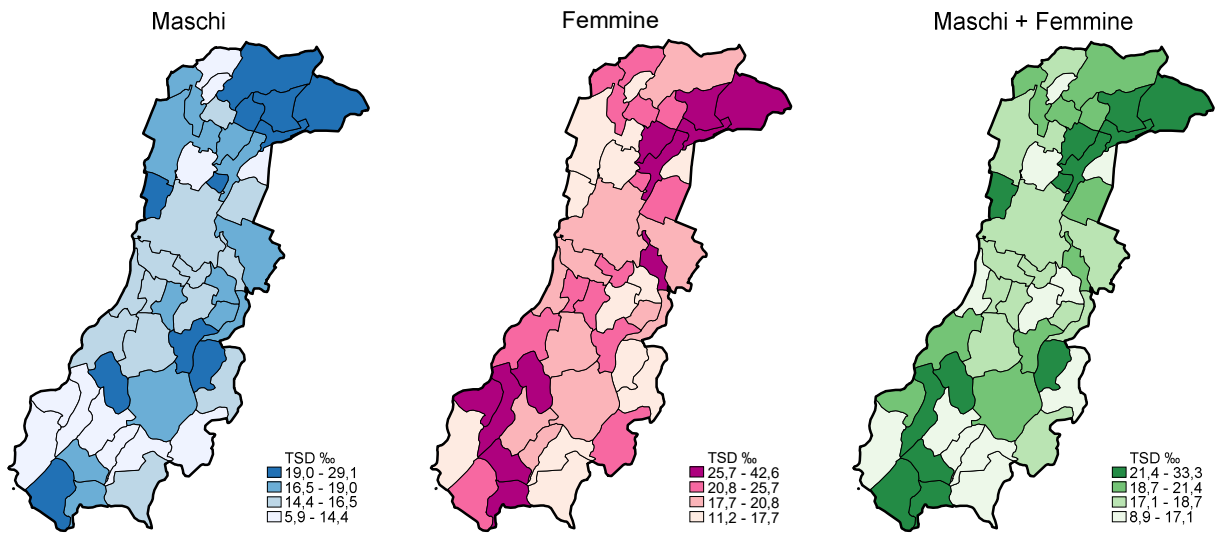 Maschi
Femmine
Maschi + Femmine
TSD ‰
19,0 - 29,1
16,5 - 19,0
14,4 - 16,5
5,9 - 14,4
TSD ‰
25,7 - 42,6
20,8 - 25,7
17,7 - 20,8
11,2 - 17,7
TSD ‰
21,4 - 33,3
18,7 - 21,4
17,1 - 18,7
8,9 - 17,1